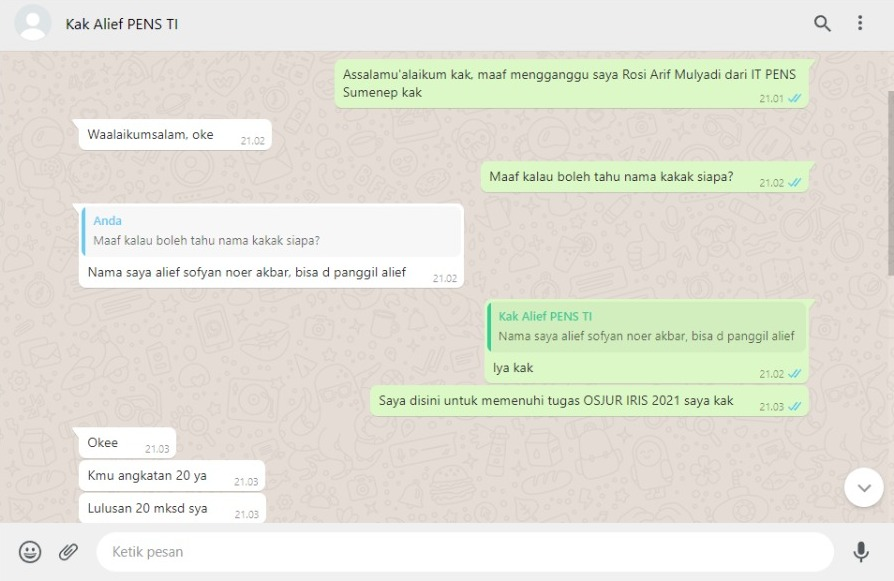 Kak Alief PENS TI
Assalamu'alaikum kak, maaf mengganggu saya Rosi Arif Mulyadi dari IT PENS
Sumenep kak
21.01
Waalaikumsalam, oke
21.02
Maaf kalau boleh tahu nama kakak siapa?
21.02
Anda
Maaf kalau boleh tahu nama kakak siapa?
Nama saya alief sofyan noer akbar, bisa d panggil alief
21.02
Kak Alief PENS TI
Nama saya alief sofyan noer akbar, bisa d panggil alief
Iya kak
21.02
Saya disini untuk memenuhi tugas OSJUR IRIS 2021 saya kak
21.03
Okee
21.03
Kmu angkatan 20 ya
21.03
Lulusan 20 mksd sya
21.03
Ketik pesan